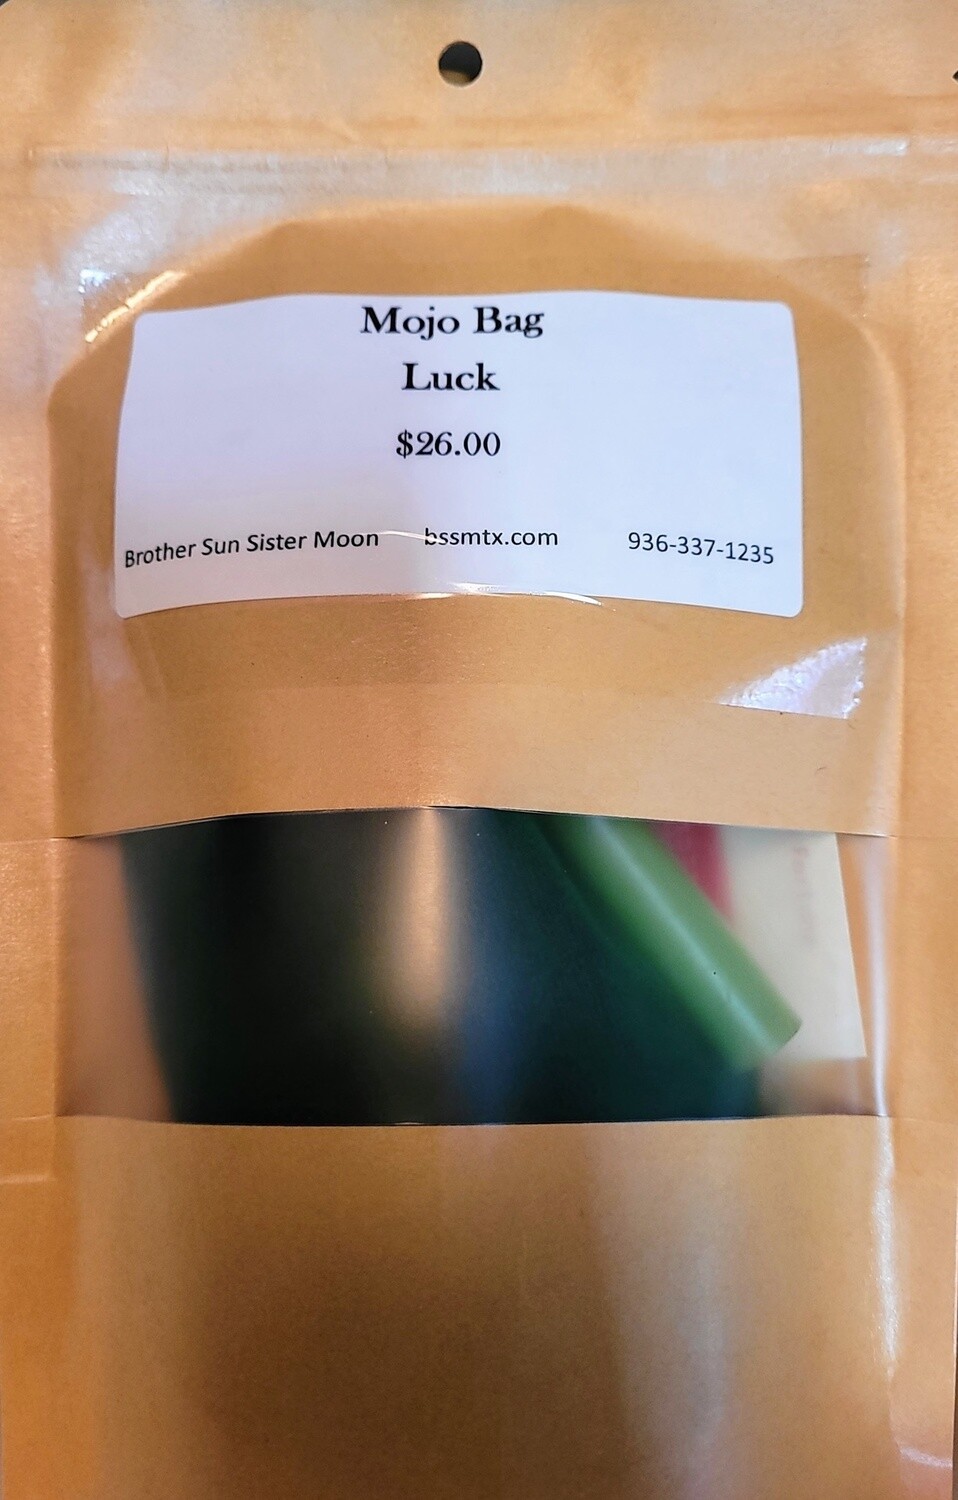 Mojo Bag
Luck
$26.00
Brother Sun Sister Moon bssmtx.com 936-337-1235